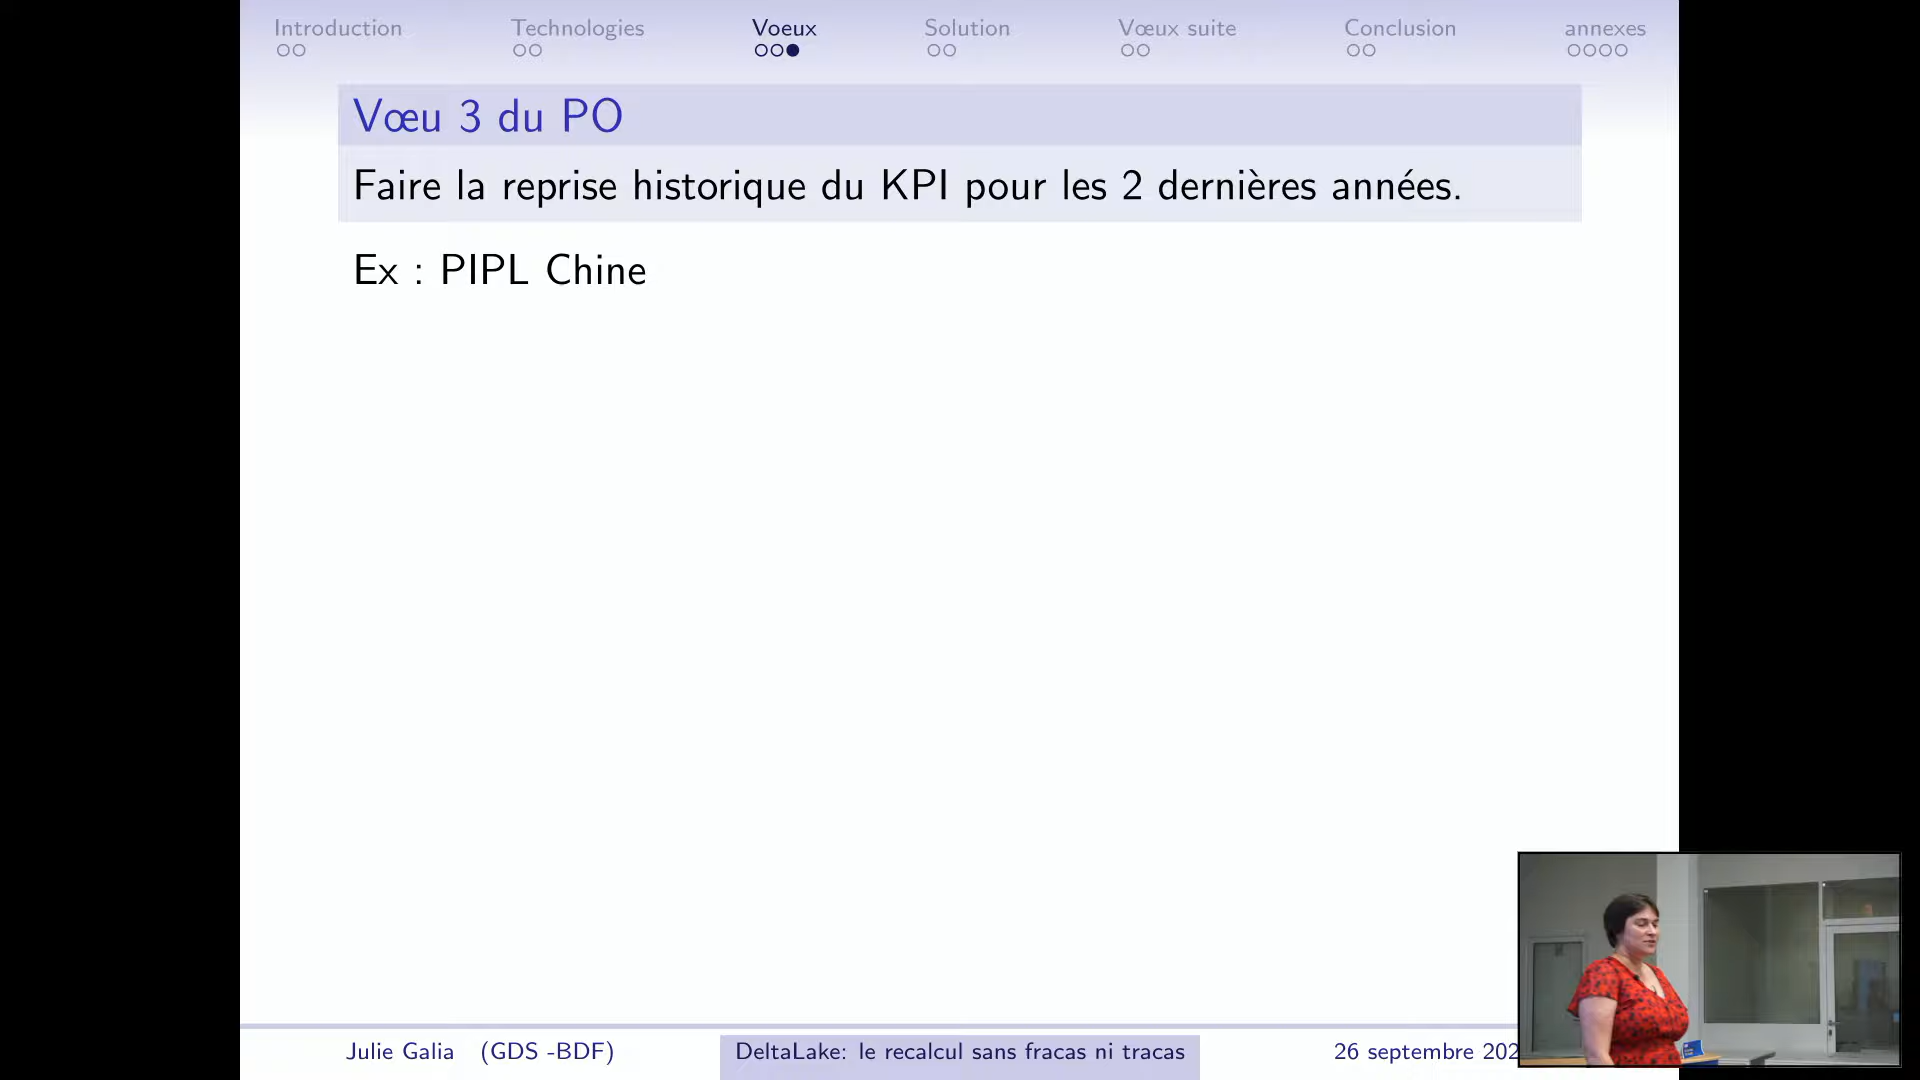 Introduction Technologies Voeux Solution Vœux suite Conclusion annexes
Vœu 3 du PO
Faire la reprise historique du KPI pour les 2 dernières années.
Ex : PIPL Chine
Julie Galia (GDS -BDF) DeltaLake: le recalcul sans fracas ni tracas 26 septembre 202